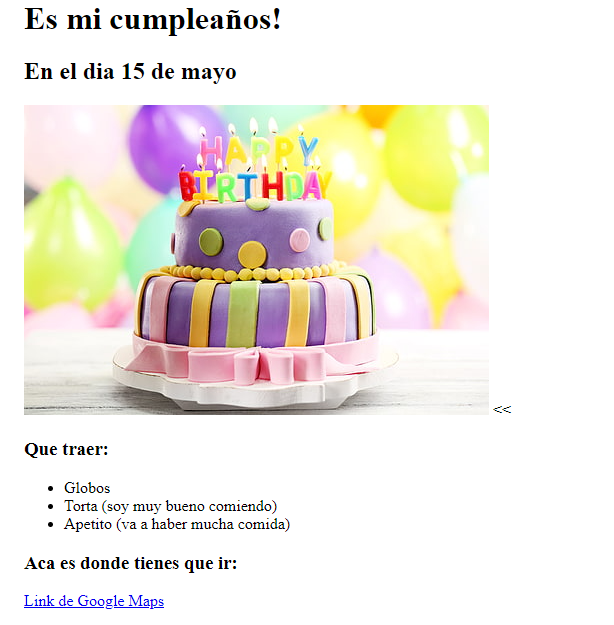 Es mi cumpleaños!
En el dia 15 de mayo
HAPPY
BIRTHDAY
<<
Que traer:
Globos
Torta (soy muy bueno comiendo)
Apetito (va a haber mucha comida)
Aca es donde tienes que ir:
Link de Google Maps